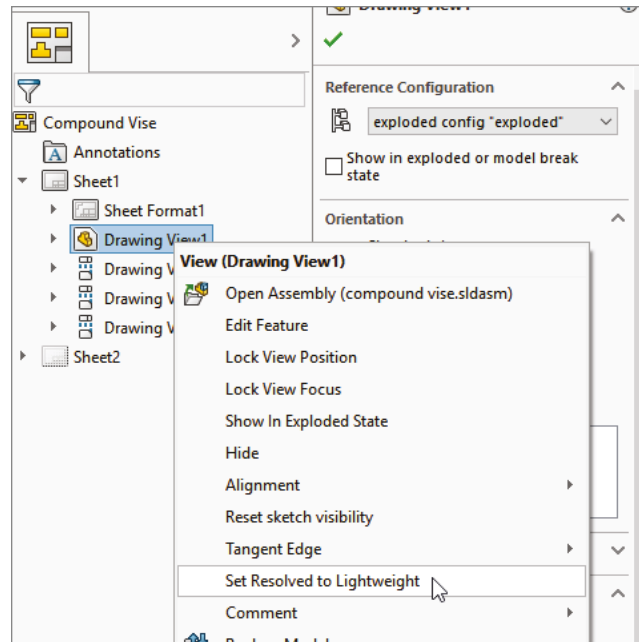 Drawing View1
Reference Configuration
exploded config "exploded"
Show in exploded or model break
state
Orientation
Compound Vise
Annotations
Sheet1
Sheet Format1
Drawing View1
Drawing V
Drawing V
Drawing V
Sheet2
View (Drawing View1)
Open Assembly (compound vise.sldasm)
Edit Feature
Lock View Position
Lock View Focus
Show In Exploded State
Hide
Alignment
Reset sketch visibility
Tangent Edge
Set Resolved to Lightweight
Comment